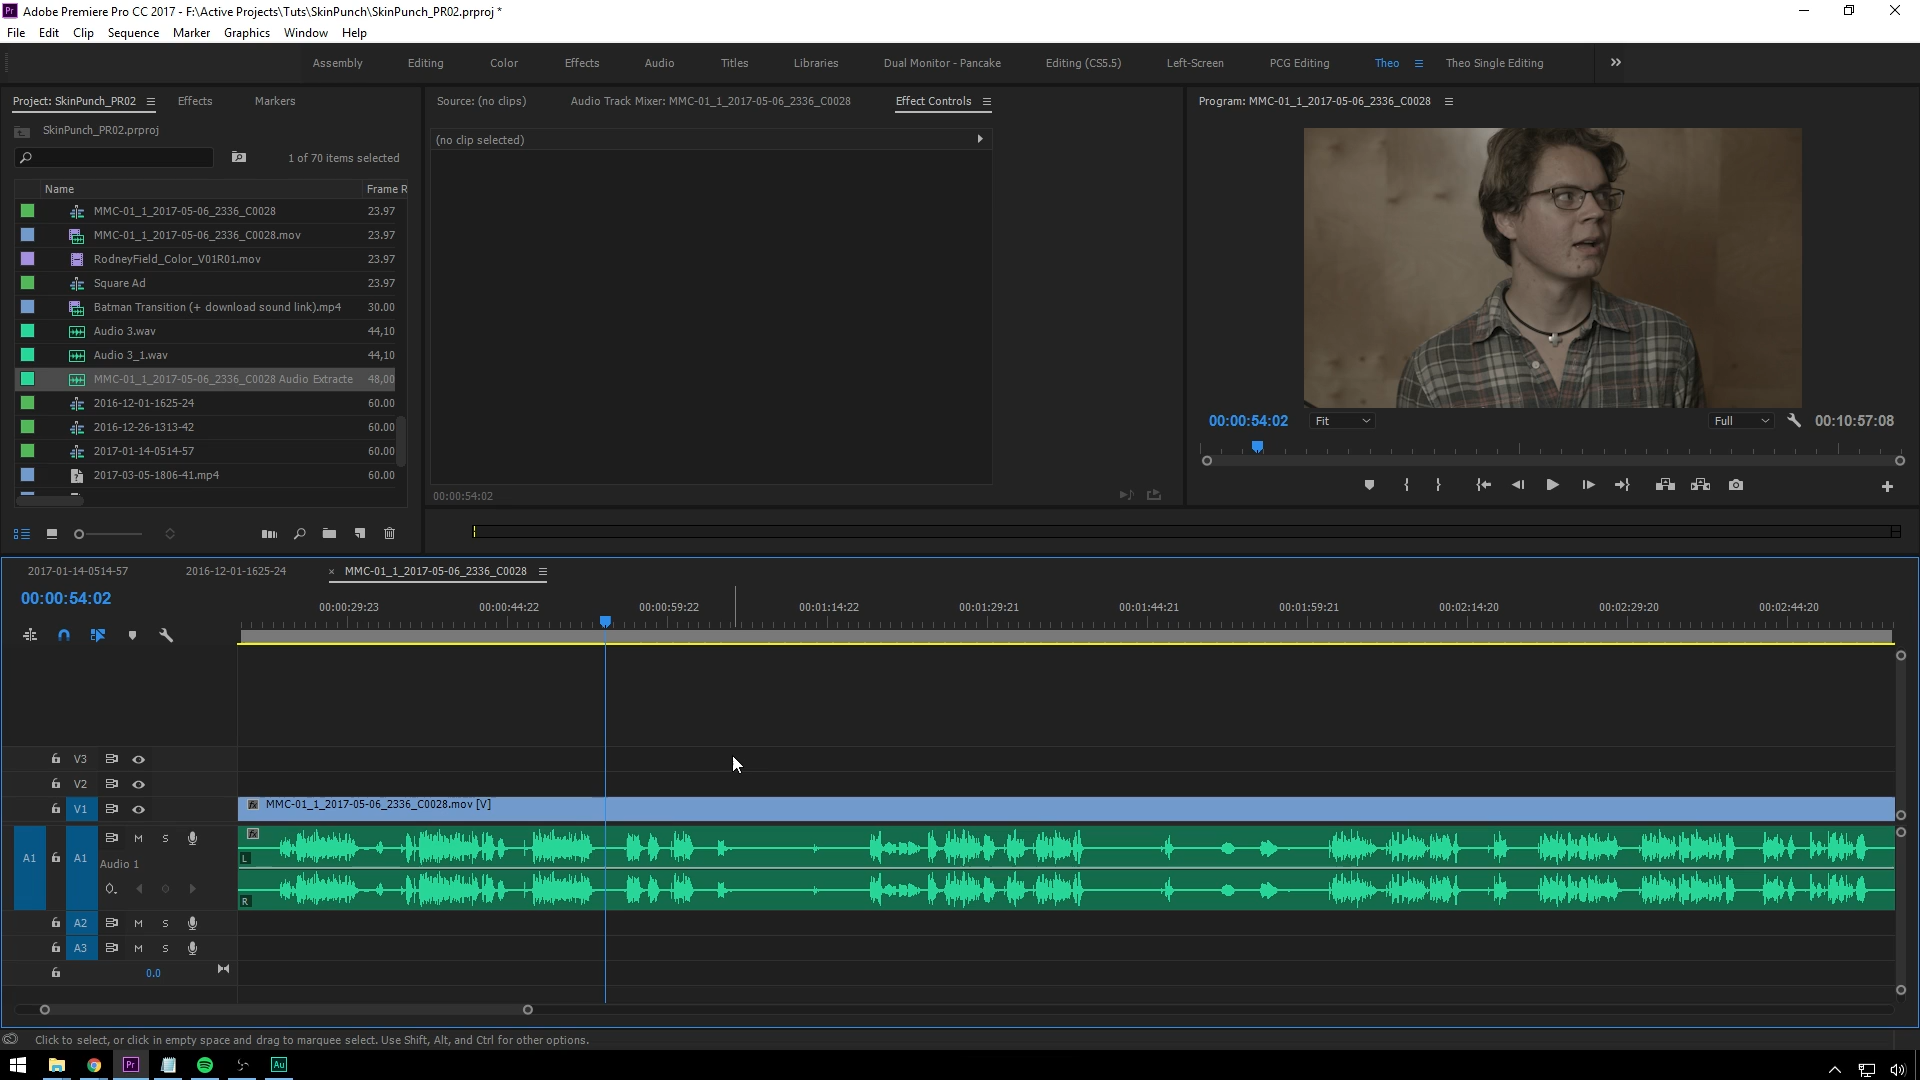 Pr Adobe Premiere Pro CC 2017 - F:\Active Projects\Tuts\SkinPunch\SkinPunch_PR02.prproj *
File Edit Clip Sequence Marker Graphics Window Help
Assembly Editing Color Effects Audio Titles Libraries Dual Monitor - Pancake Editing (CS5.5) Left-Screen PCG Editing Theo Theo Single Editing
Project: SkinPunch_PR02 Effects Markers
Source: (no clips) Audio Track Mixer: MMC-01_1_2017-05-06_2336_C0028 Effect Controls
Program: MMC-01_1_2017-05-06_2336_C0028
SkinPunch_PR02.prproj
(no clip selected)
1 of 70 items selected
Name Frame R
MMC-01_1_2017-05-06_2336_C0028 23.97
MMC-01_1_2017-05-06_2336_C0028.mov 23.97
RodneyField_Color_V01R01.mov 23.97
Square Ad 23.97
Batman Transition (+ download sound link).mp4 30.00
Audio 3.wav 44,10
Audio 3_1.wav 44,10
MMC-01_1_2017-05-06_2336_C0028 Audio Extracte 48,00
2016-12-01-1625-24 60.00
2016-12-26-1313-42 60.00
2017-01-14-0514-57 60.00
2017-03-05-1806-41.mp4 60.00
00:00:54:02
00:00:54:02 Fit Full 00:10:57:08
2017-01-14-0514-57 2016-12-01-1625-24 × MMC-01_1_2017-05-06_2336_C0028
00:00:54:02
00:00:29:23 00:00:44:22 00:00:59:22 00:01:14:22 00:01:29:21 00:01:44:21 00:01:59:21 00:02:14:20 00:02:29:20 00:02:44:20
V3
V2
V1 fx MMC-01_1_2017-05-06_2336_C0028.mov [V]
M S fx
A1 A1 L
Audio 1
R
A2 M S
A3 M S
0.0
Click to select, or click in empty space and drag to marquee select. Use Shift, Alt, and Ctrl for other options.
Pr Au